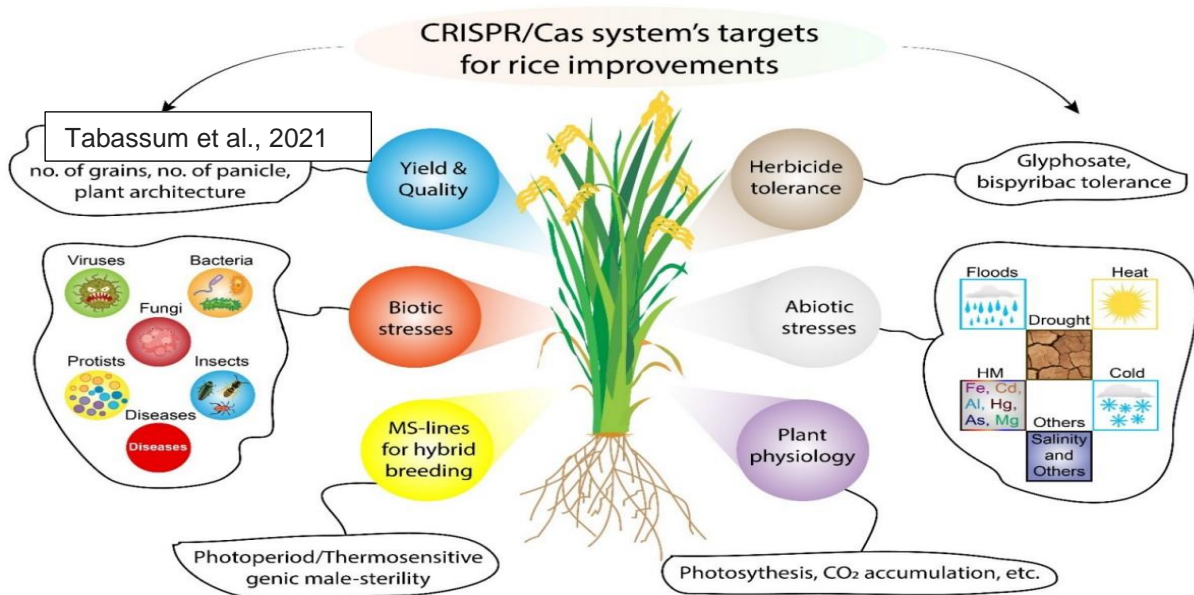 CRISPR/Cas system's targets
for rice improvements
Tabassum et al., 2021
no. of grains, no. of panicle,
plant architecture
Yield &
Quality
Herbicide
tolerance
Glyphosate,
bispyribac tolerance
Viruses
Bacteria
Fungi
Protists
Insects
Diseases
Diseases
Biotic
stresses
Abiotic
stresses
Floods
Heat
Drought
HM
Cold
Fe, Cd,
Al, Hg,
As, Mg
Others
Salinity
and
Others
MS-lines
for hybrid
breeding
Plant
physiology
Photoperiod/Thermosensitive
genic male-sterility
Photosythesis, CO₂ accumulation, etc.